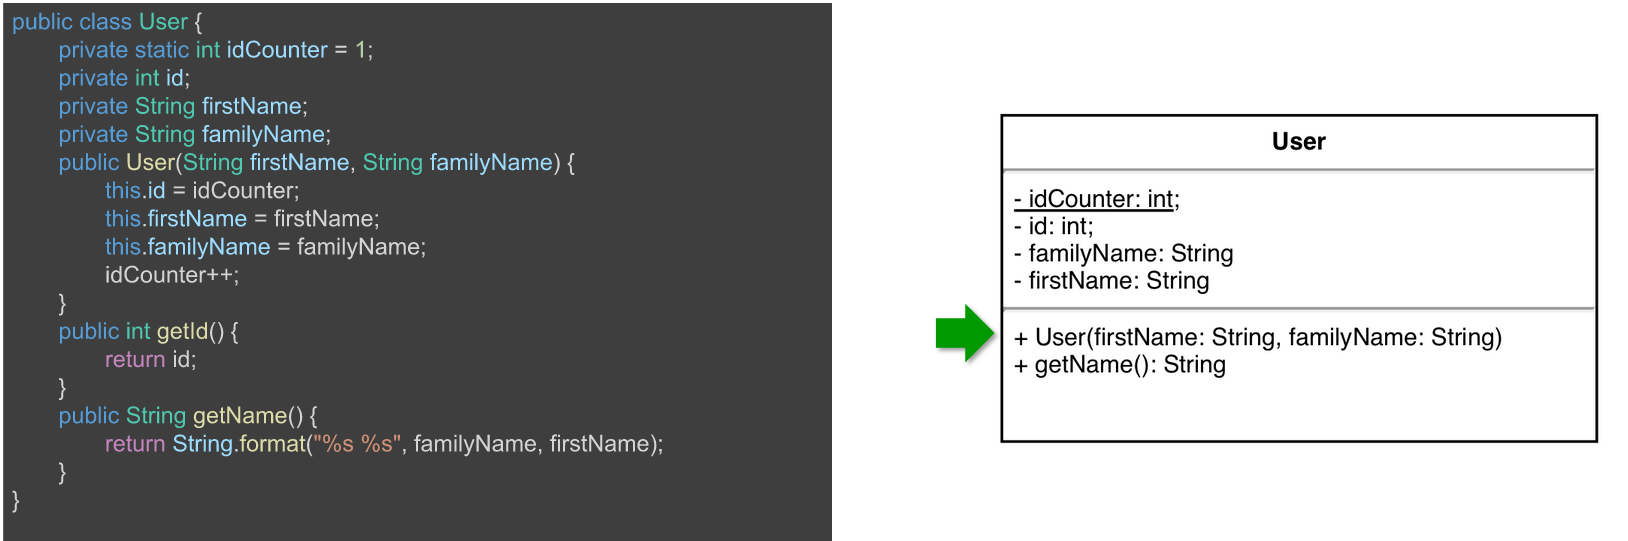 public class User {
private static int idCounter = 1;
private int id;
private String firstName;
private String familyName;
public User(String firstName, String familyName) {
this.id = idCounter;
this.firstName = firstName;
this.familyName = familyName;
idCounter++;
}
public int getId() {
return id;
}
public String getName() {
return String.format("%s %s", familyName, firstName);
}
}
User
- idCounter: int;
- id: int;
- familyName: String
- firstName: String
+ User(firstName: String, familyName: String)
+ getName(): String